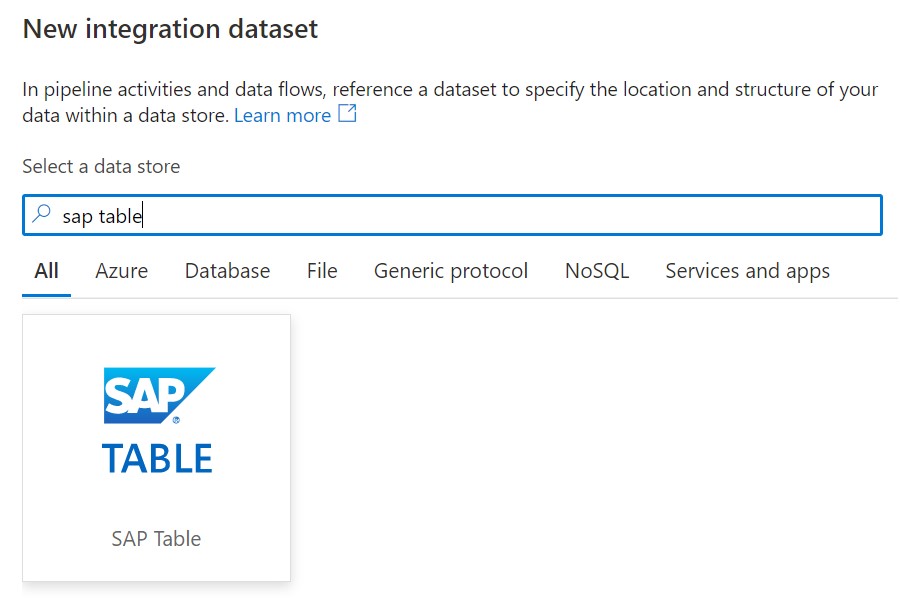 New integration dataset
In pipeline activities and data flows, reference a dataset to specify the location and structure of your
data within a data store. Learn more
Select a data store
sap table
All Azure Database File Generic protocol NoSQL Services and apps
SAP®
TABLE
SAP Table